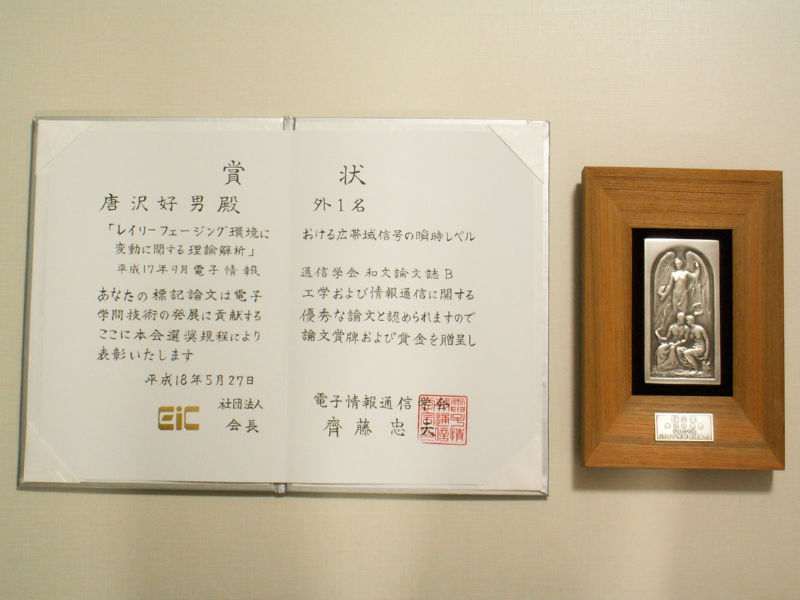 賞状
唐沢好男殿 外1名
「レイリーフェージング環境における広帯域信号の瞬時レベル
変動に関する理論解析」
平成17年9月電子情報通信学会 和文論文誌B
あなたの標記論文は電子工学および情報通信に関する
学問技術の発展に貢献する優秀な論文と認められますので
ここに本会選奨規程により論文賞牌および賞金を贈呈し
表彰いたします
平成18年5月27日
EiC
社団法人 電子情報通信学会
会長 齊藤忠夫